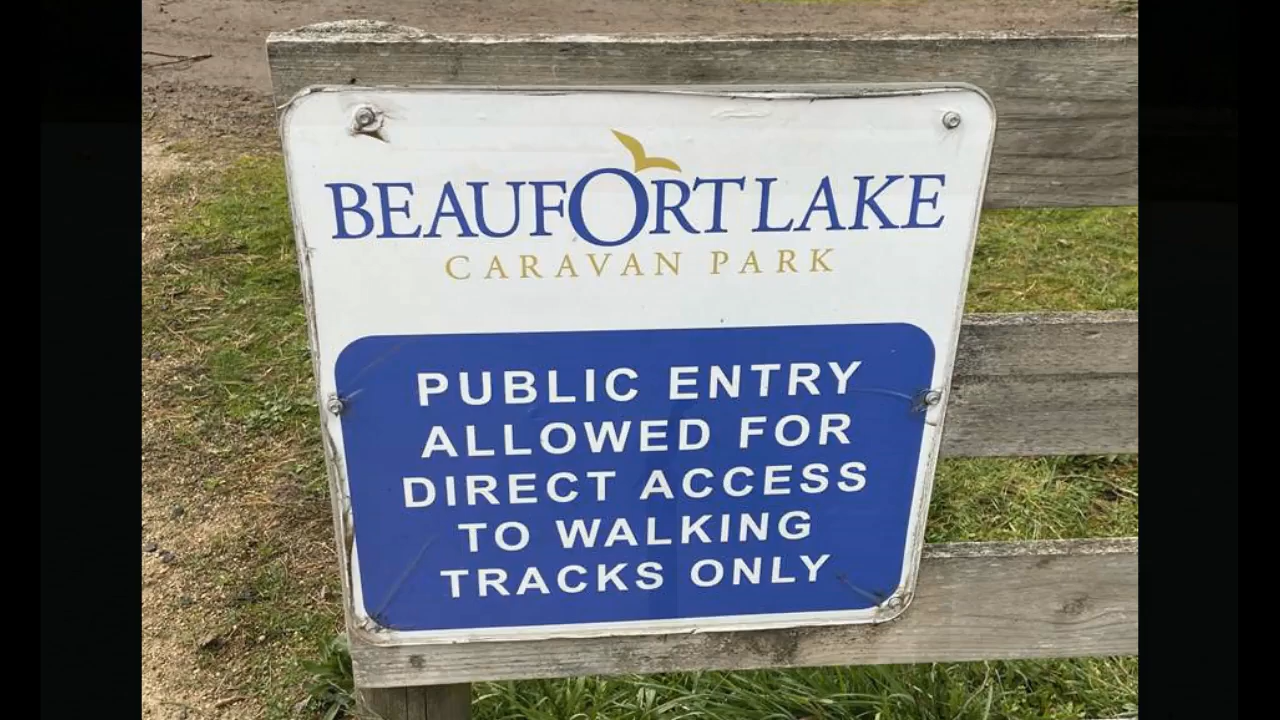 BEAUFORT LAKE
CARAVAN PARK
PUBLIC ENTRY
ALLOWED FOR
DIRECT ACCESS
TO WALKING
TRACKS ONLY